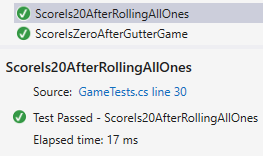 ScoreIs20AfterRollingAllOnes
ScoreIsZeroAfterGutterGame
ScoreIs20AfterRollingAllOnes
Source: GameTests.cs line 30
Test Passed - ScoreIs20AfterRollingAllOnes
Elapsed time: 17 ms